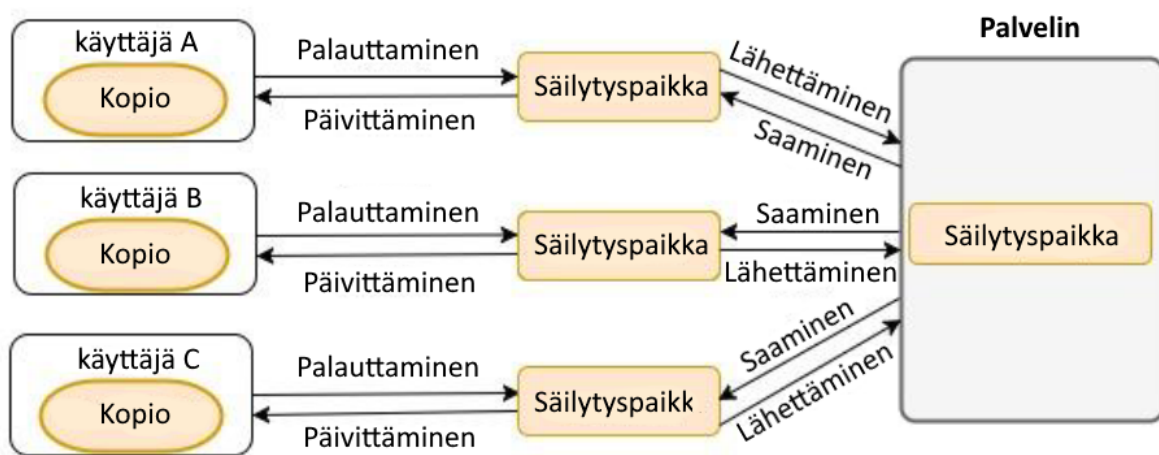 Palvelin
käyttäjä A
Kopio
Palauttaminen
Päivittäminen
Säilytyspaikka
Lähettäminen
Saaminen
käyttäjä B
Kopio
Palauttaminen
Päivittäminen
Säilytyspaikka
Saaminen
Lähettäminen
Säilytyspaikka
käyttäjä C
Kopio
Palauttaminen
Päivittäminen
Säilytyspaikk
Saaminen
Lähettäminen